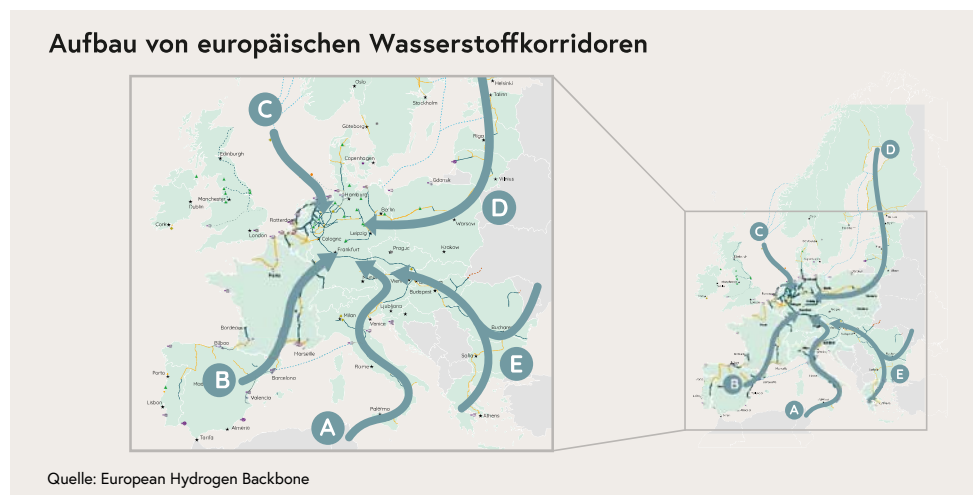 Aufbau von europäischen Wasserstoffkorridoren
Oslo
Helsinki
Stockholm
Tallinn
C
Göteborg
Riga
Edinburgh
Copenhagen
Vilnius
Gdansk
Manchester
Dublin
Hamburg
Berlin
D
Cork
Rotterdam
London
Warsaw
Leipzig
Cologne
Frankfurt
Prague
Krakow
Paris
Vienna
Budapest
Ljubljana
Milan
Venice
Bordeaux
Bucharest
Bilbao
Marseille
Sofia
E
Porto
B
Rome
Barcelona
Valencia
Lisbon
Palermo
Athens
A
Almeria
Tarifa
D
C
E
B
A
Quelle: European Hydrogen Backbone